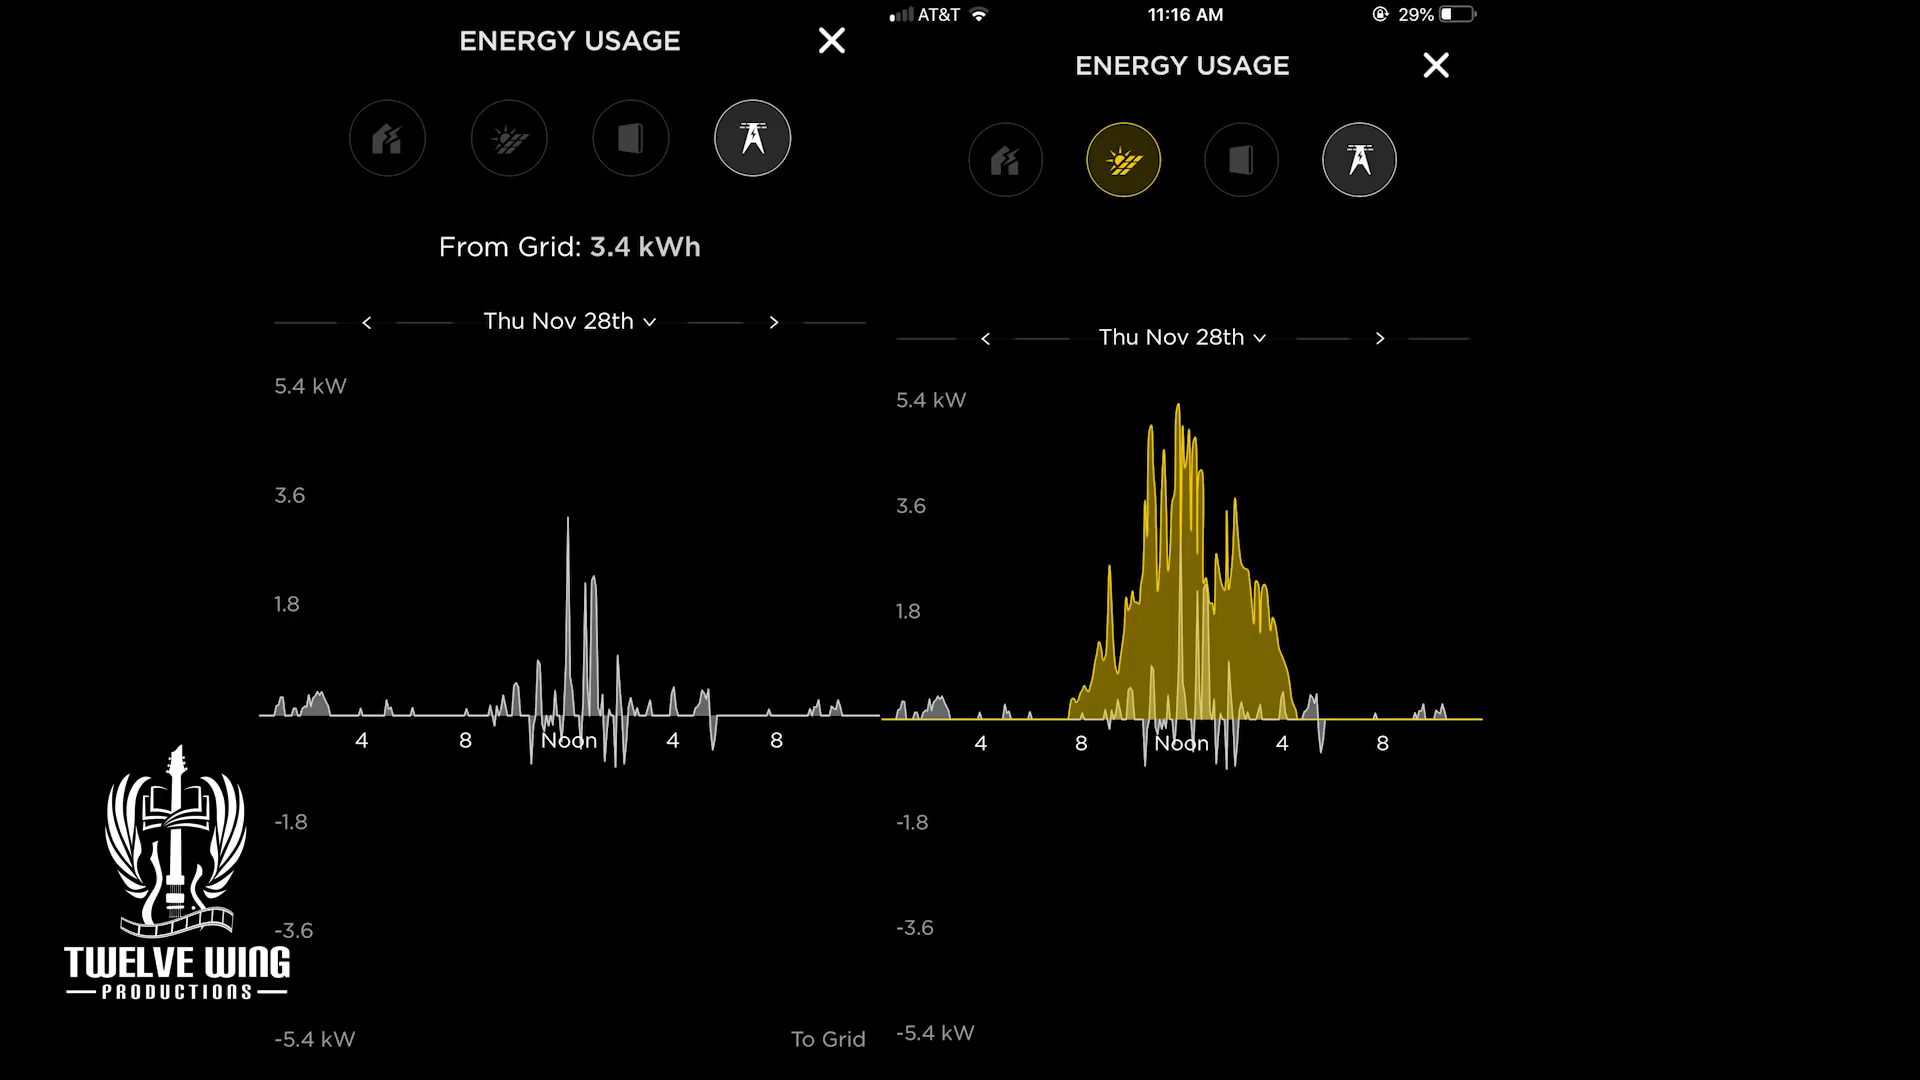 ENERGY USAGE
From Grid: 3.4 kWh
Thu Nov 28th
5.4 kW
3.6
1.8
4 8 Noon 4 8
-1.8
-3.6
-5.4 kW
To Grid
AT&T 11:16 AM 29%
ENERGY USAGE
Thu Nov 28th
5.4 kW
3.6
1.8
4 8 Noon 4 8
-1.8
-3.6
-5.4 kW
TWELVE WING
PRODUCTIONS